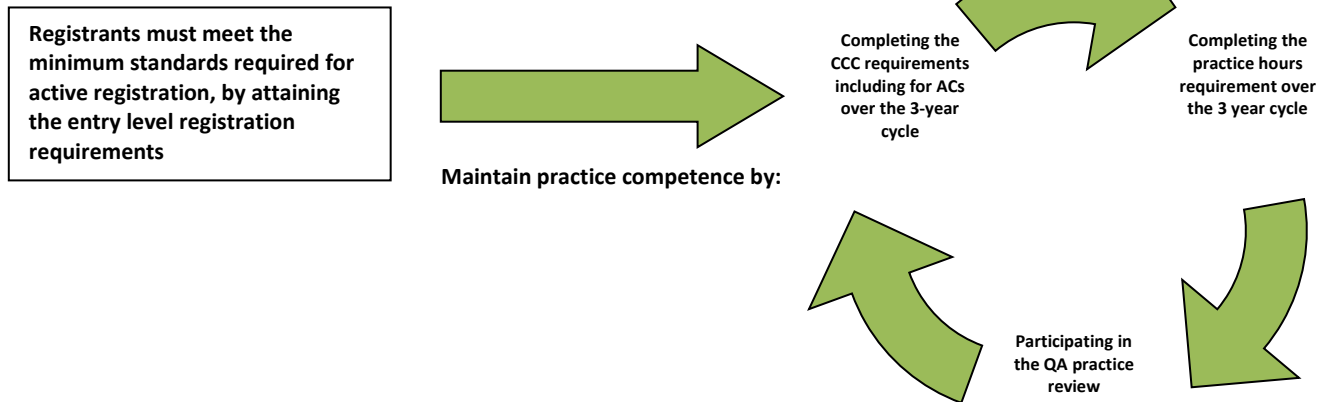 Registrants must meet the
minimum standards required for
active registration, by attaining
the entry level registration
requirements
Maintain practice competence by:
Completing the
CCC requirements
including for ACs
over the 3-year
cycle
Completing the
practice hours
requirement over
the 3 year cycle
Participating in
the QA practice
review